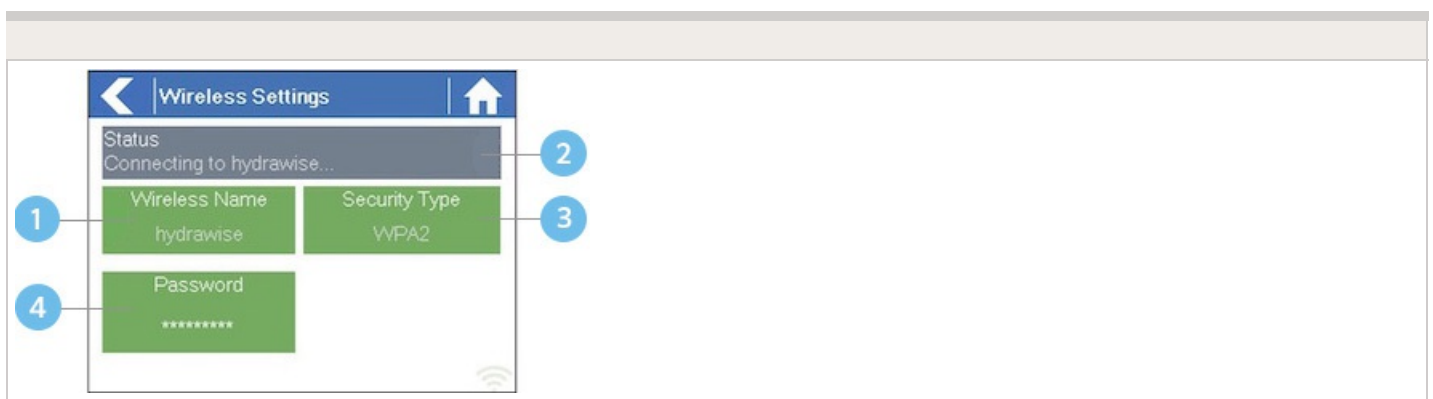 Wireless Settings
Status
Connecting to hydrawise...
2
1
Wireless Name
hydrawise
Security Type
WPA2
3
4
Password
*********